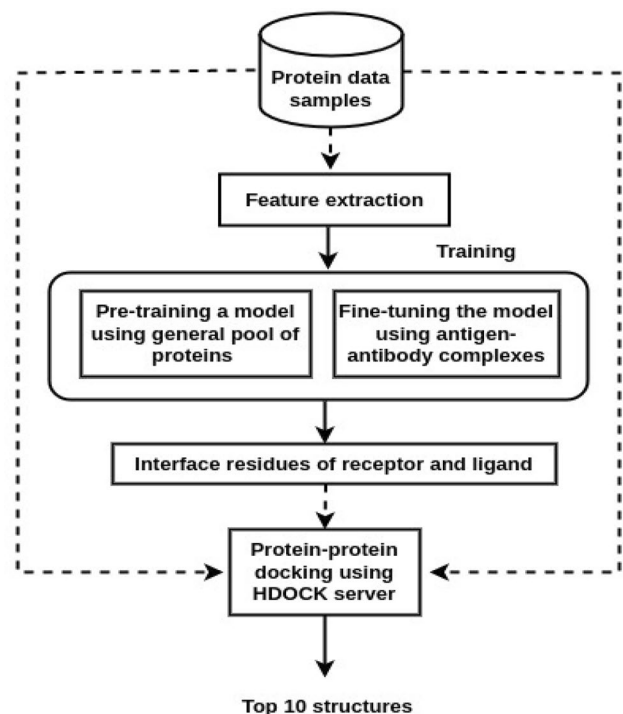 Protein data
samples
Feature extraction
Training
Pre-training a model
using general pool of
proteins
Fine-tuning the model
using antigen-
antibody complexes
Interface residues of receptor and ligand
Protein-protein
docking using
HDOCK server
Top 10 structures